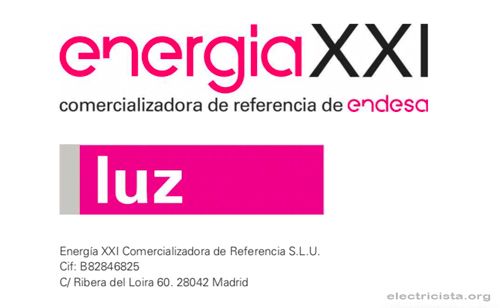 energíaXXI
comercializadora de referencia de endesa
luz
Energía XXI Comercializadora de Referencia S.L.U.
Cif: B82846825
C/ Ribera del Loira 60. 28042 Madrid
electricista.org